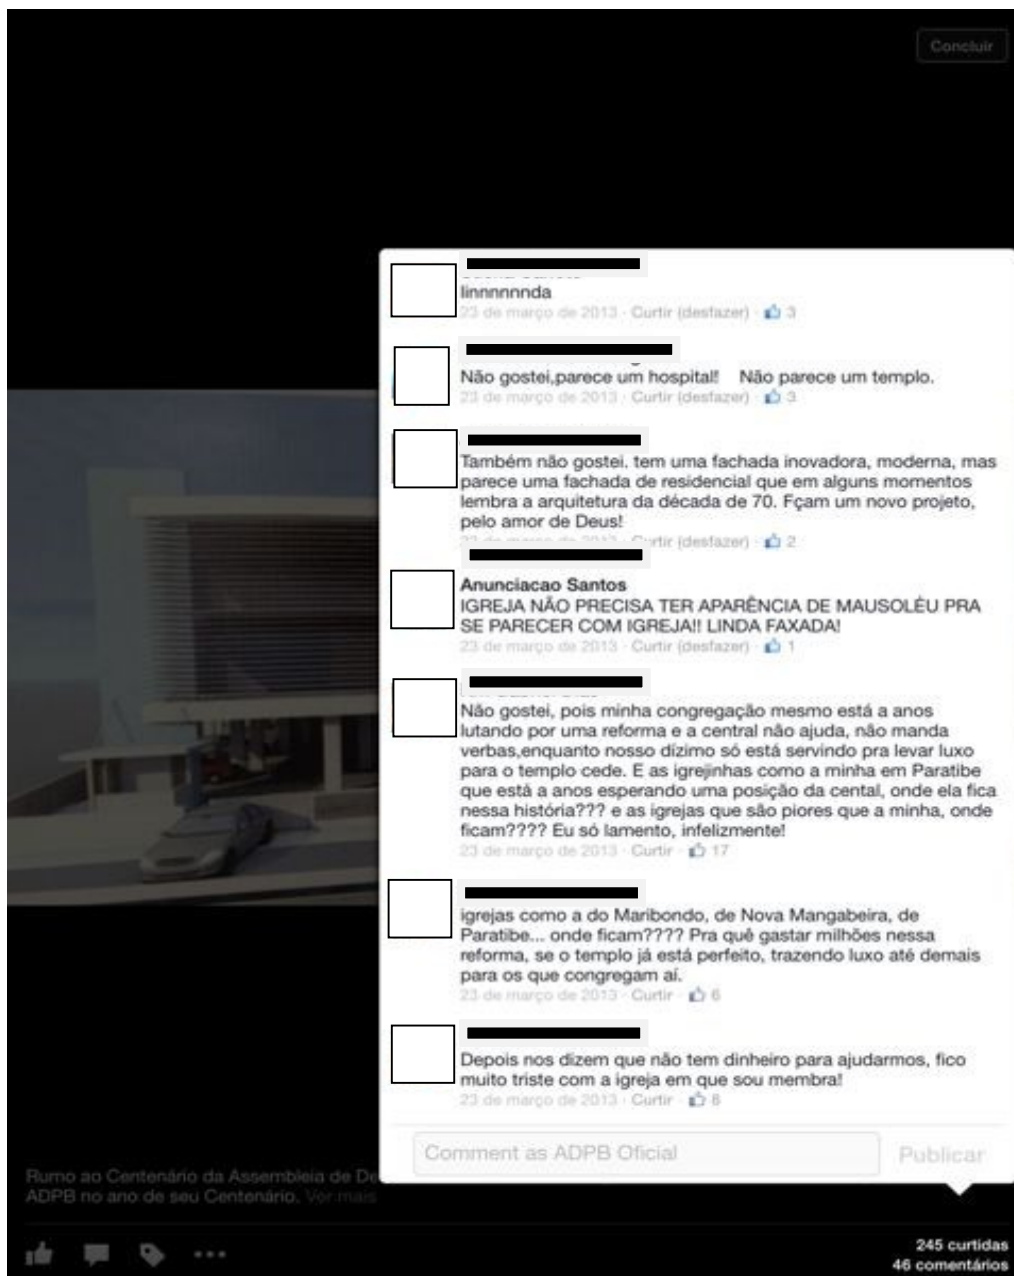 Concluir
linnnnnnda
23 de março de 2013 · Curtir (desfazer) · 3
Não gostei,parece um hospital! Não parece um templo.
23 de março de 2013 · Curtir (desfazer) · 3
Também não gostei. tem uma fachada inovadora, moderna, mas
parece uma fachada de residencial que em alguns momentos
lembra a arquitetura da década de 70. Fçam um novo projeto,
pelo amor de Deus!
23 de março de 2013 · Curtir (desfazer) · 2
Anunciacao Santos
IGREJA NÃO PRECISA TER APARÊNCIA DE MAUSOLÉU PRA
SE PARECER COM IGREJA!! LINDA FAXADA!
23 de março de 2013 · Curtir (desfazer) · 1
Não gostei, pois minha congregação mesmo está a anos
lutando por uma reforma e a central não ajuda, não manda
verbas,enquanto nosso dízimo só está servindo pra levar luxo
para o templo cede. E as igrejinhas como a minha em Paratibe
que está a anos esperando uma posição da cental, onde ela fica
nessa história??? e as igrejas que são piores que a minha, onde
ficam???? Eu só lamento, infelizmente!
23 de março de 2013 · Curtir · 17
igrejas como a do Maribondo, de Nova Mangabeira, de
Paratibe... onde ficam???? Pra quê gastar milhões nessa
reforma, se o templo já está perfeito, trazendo luxo até demais
para os que congregam aí.
23 de março de 2013 · Curtir · 6
Depois nos dizem que não tem dinheiro para ajudarmos, fico
muito triste com a igreja em que sou membra!
23 de março de 2013 · Curtir · 8
Comment as ADPB Oficial
Publicar
Rumo ao Centenário da Assembleia de De
ADPB no ano de seu Centenário. Ver mais
245 curtidas
46 comentários